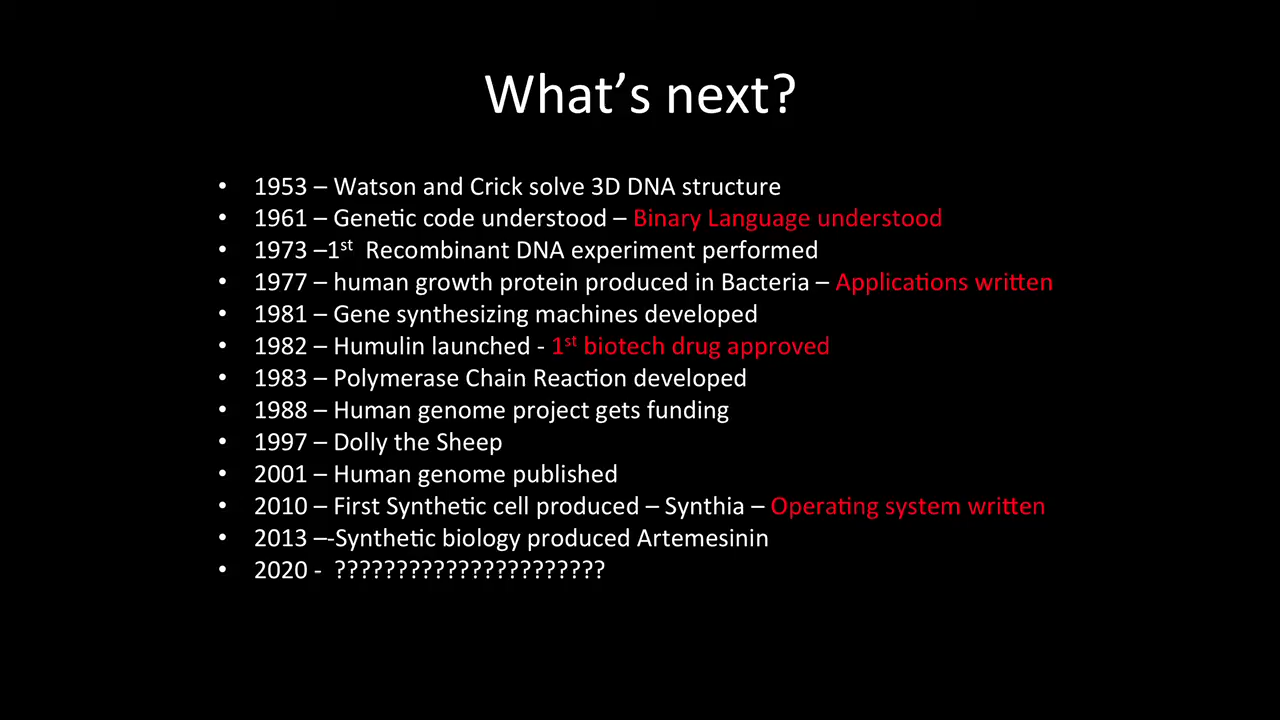 What’s next?
• 1953 – Watson and Crick solve 3D DNA structure
• 1961 – Genetic code understood – Binary Language understood
• 1973 –1st Recombinant DNA experiment performed
• 1977 – human growth protein produced in Bacteria – Applications written
• 1981 – Gene synthesizing machines developed
• 1982 – Humulin launched - 1st biotech drug approved
• 1983 – Polymerase Chain Reaction developed
• 1988 – Human genome project gets funding
• 1997 – Dolly the Sheep
• 2001 – Human genome published
• 2010 – First Synthetic cell produced – Synthia – Operating system written
• 2013 –-Synthetic biology produced Artemesinin
• 2020 - ??????????????????????